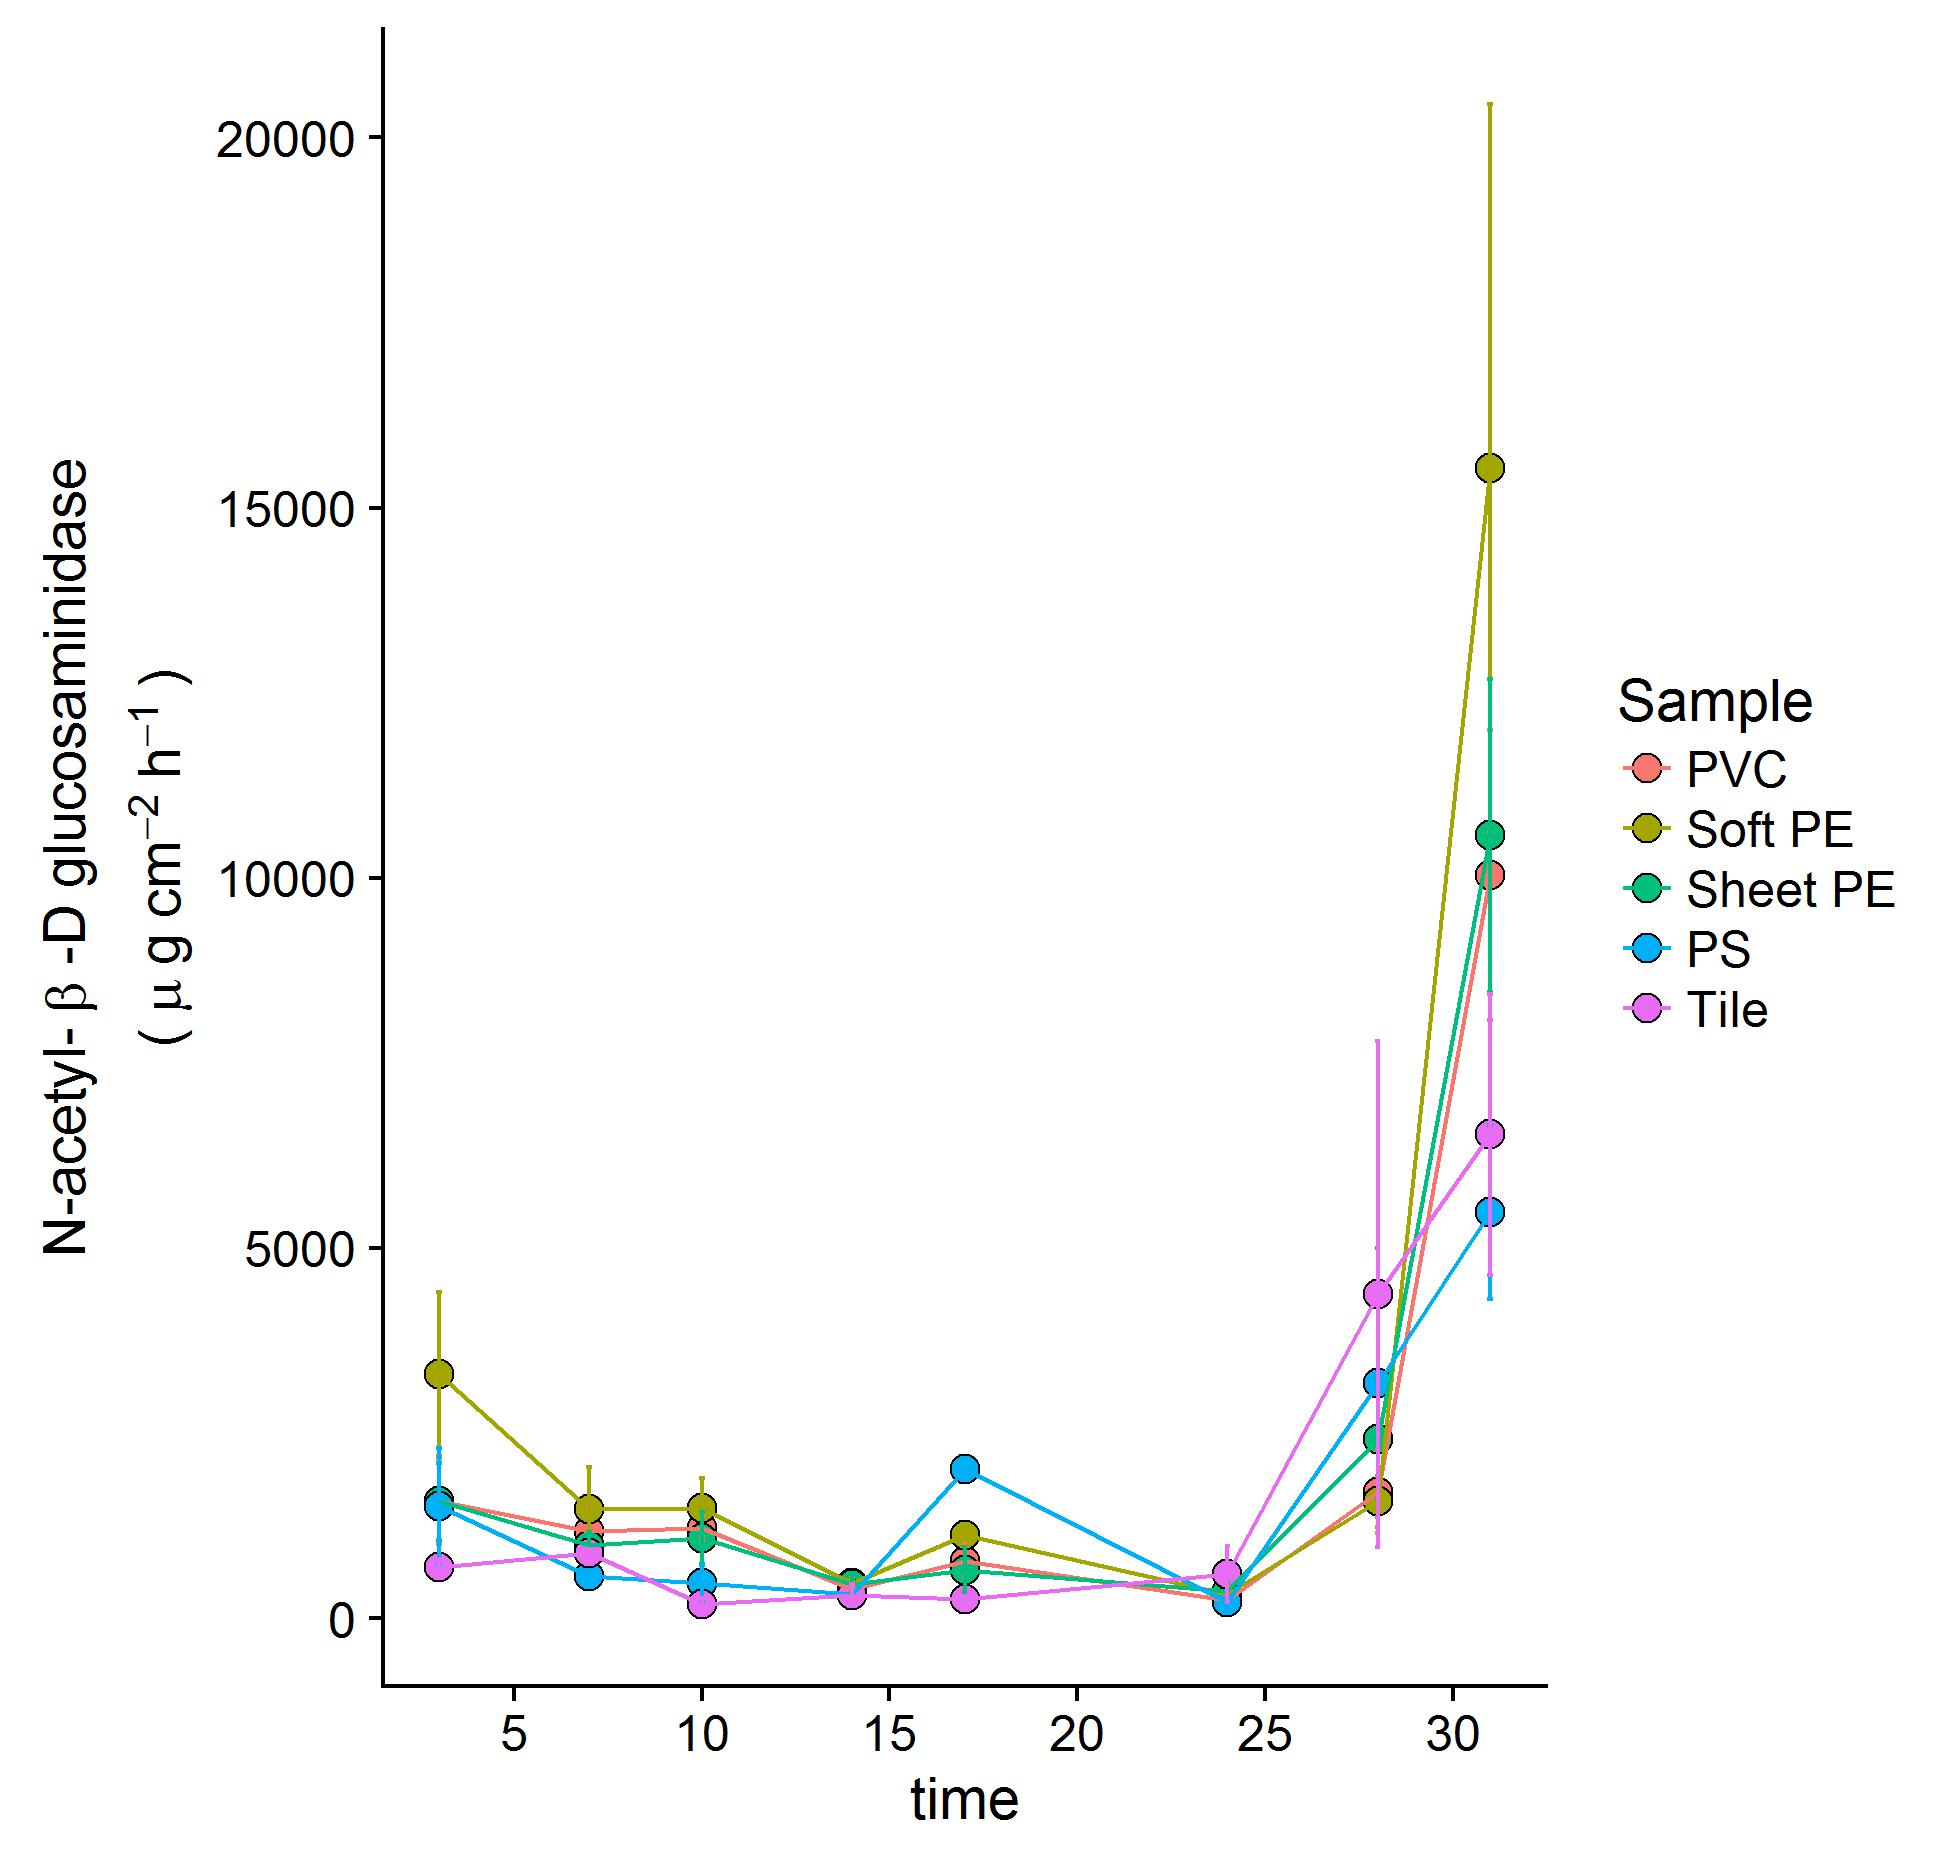 N-acetyl- β -D glucosaminidase
( μ g cm⁻² h⁻¹ )
20000
15000
10000
5000
0
5 10 15 20 25 30
time
Sample
PVC
Soft PE
Sheet PE
PS
Tile